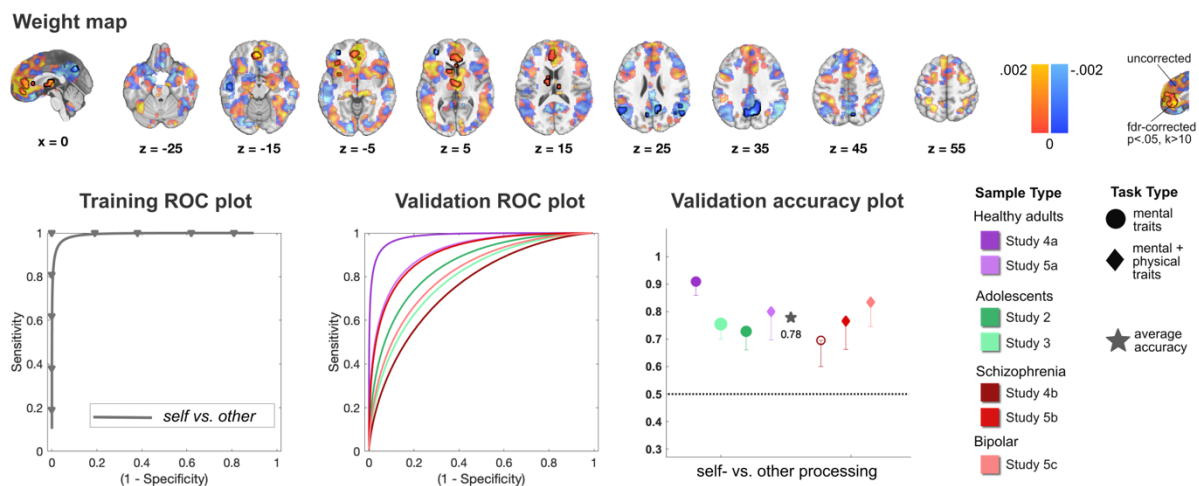 Weight map
x = 0
z = -25
z = -15
z = -5
z = 5
z = 15
z = 25
z = 35
z = 45
z = 55
.002
-.002
0
uncorrected
fdr-corrected
p<.05, k>10
Training ROC plot
Sensitivity
1
0.8
0.6
0.4
0.2
0
0
0.2
0.4
0.6
0.8
1
(1 - Specificity)
self vs. other
Validation ROC plot
Sensitivity
1
0.8
0.6
0.4
0.2
0
0
0.2
0.4
0.6
0.8
1
(1 - Specificity)
Validation accuracy plot
1
0.9
0.8
0.7
0.6
0.5
0.4
0.3
0.78
self- vs. other processing
Sample Type
Healthy adults
Study 4a
Study 5a
Adolescents
Study 2
Study 3
Schizophrenia
Study 4b
Study 5b
Bipolar
Study 5c
Task Type
mental
traits
mental +
physical
traits
average
accuracy